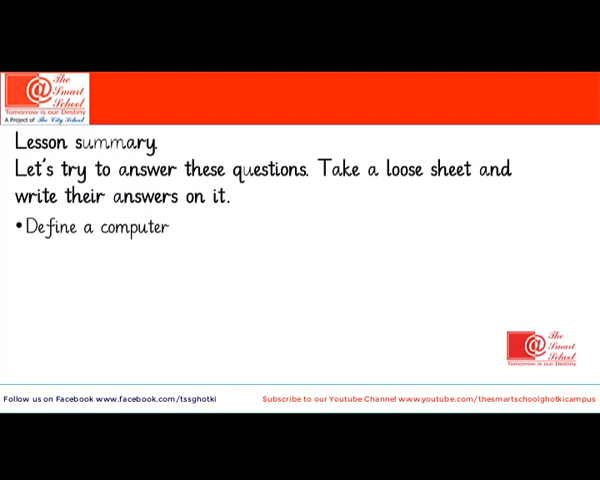 The
Smart
School
Tomorrow is our Destiny
A Project of The City School
Lesson summary.
Let's try to answer these questions. Take a loose sheet and
write their answers on it.
•Define a computer
The
Smart
School
Tomorrow is our Destiny
Follow us on Facebook www.facebook.com/tssghotki
Subscribe to our Youtube Channel www.youtube.com/thesmartschoolghotkicampus